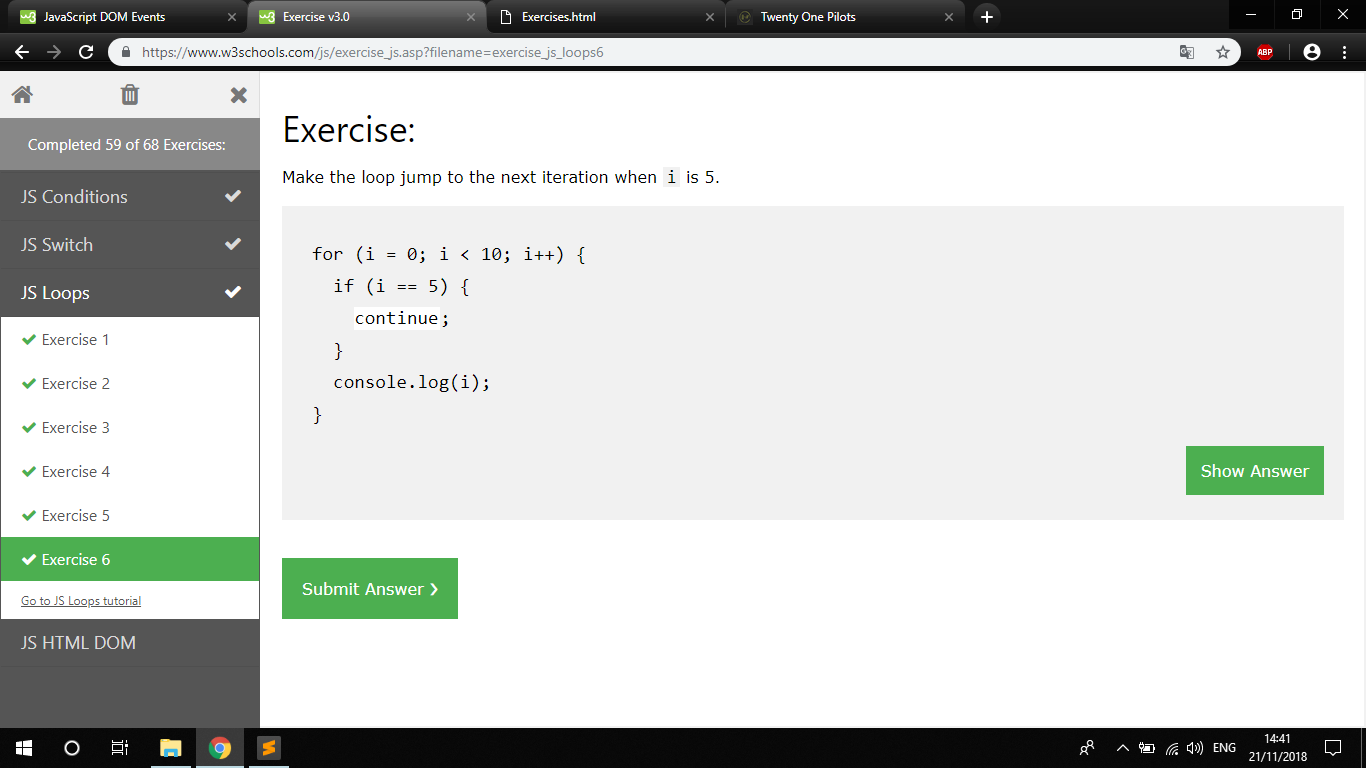 JavaScript DOM Events
Exercise v3.0
Exercises.html
Twenty One Pilots
https://www.w3schools.com/js/exercise_js.asp?filename=exercise_js_loops6
ABP
Completed 59 of 68 Exercises:
JS Conditions
JS Switch
JS Loops
Exercise 1
Exercise 2
Exercise 3
Exercise 4
Exercise 5
Exercise 6
Go to JS Loops tutorial
JS HTML DOM
Exercise:
Make the loop jump to the next iteration when i is 5.
for (i = 0; i < 10; i++) {
if (i == 5) {
continue;
}
console.log(i);
}
Show Answer
Submit Answer ❯
ENG
14:41
21/11/2018